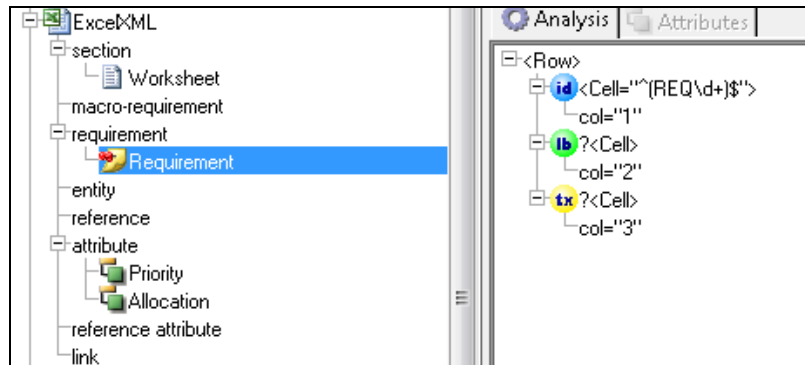 ExcelXML
section
Worksheet
macro-requirement
requirement
Requirement
entity
reference
attribute
Priority
Allocation
reference attribute
link
Analysis
Attributes
<Row>
id <Cell="^(REQ\d+)$">
col="1"
lb ?<Cell>
col="2"
tx ?<Cell>
col="3"